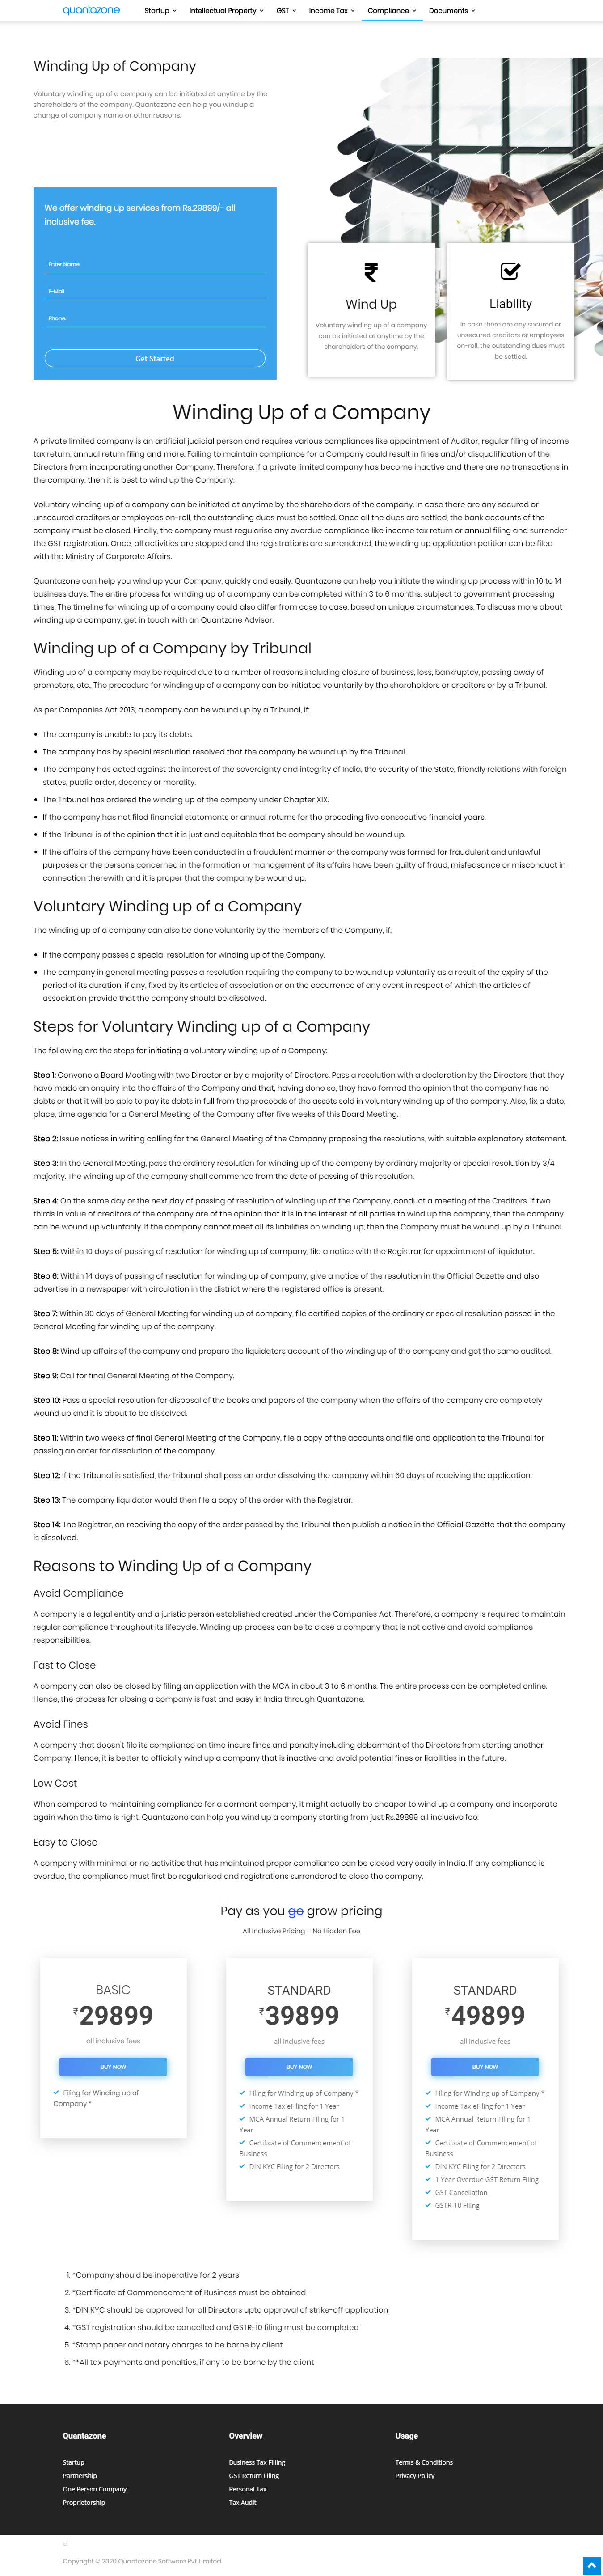 quantazone
Startup
Intellectual Property
GST
Income Tax
Compliance
Documents
Winding Up of Company
Voluntary winding up of a company can be initiated at anytime by the
shareholders of the company. Quantazone can help you windup a
change of company name or other reasons.
We offer winding up services from Rs.29899/- all
inclusive fee.
Enter Name
E-Mail
Phone:
Get Started
Wind Up
Voluntary winding up of a company
can be initiated at anytime by the
shareholders of the company.
Liability
In case there are any secured or
unsecured creditors or employees
on-roll, the outstanding dues must
be settled.
Winding Up of a Company
A private limited company is an artificial judicial person and requires various compliances like appointment of Auditor, regular filing of income
tax return, annual return filing and more. Failing to maintain compliance for a Company could result in fines and/or disqualification of the
Directors from incorporating another Company. Therefore, if a private limited company has become inactive and there are no transactions in
the company, then it is best to wind up the Company.
Voluntary winding up of a company can be initiated at anytime by the shareholders of the company. In case there are any secured or
unsecured creditors or employees on-roll, the outstanding dues must be settled. Once all the dues are settled, the bank accounts of the
company must be closed. Finally, the company must regularise any overdue compliance like income tax return or annual filing and surrender
the GST registration. Once, all activities are stopped and the registrations are surrendered, the winding up application petition can be filed
with the Ministry of Corporate Affairs.
Quantazone can help you wind up your Company, quickly and easily. Quantazone can help you initiate the winding up process within 10 to 14
business days. The entire process for winding up of a company can be completed within 3 to 6 months, subject to government processing
times. The timeline for winding up of a company could also differ from case to case, based on unique circumstances. To discuss more about
winding up a company, get in touch with an Quantzone Advisor.
Winding up of a Company by Tribunal
Winding up of a company may be required due to a number of reasons including closure of business, loss, bankruptcy, passing away of
promoters, etc., The procedure for winding up of a company can be initiated voluntarily by the shareholders or creditors or by a Tribunal.
As per Companies Act 2013, a company can be wound up by a Tribunal, if:
• The company is unable to pay its debts.
• The company has by special resolution resolved that the company be wound up by the Tribunal.
• The company has acted against the interest of the sovereignty and integrity of India, the security of the State, friendly relations with foreign
states, public order, decency or morality.
• The Tribunal has ordered the winding up of the company under Chapter XIX.
• If the company has not filed financial statements or annual returns for the preceding five consecutive financial years.
• If the Tribunal is of the opinion that it is just and equitable that the company should be wound up.
• If the affairs of the company have been conducted in a fraudulent manner or the company was formed for fraudulent and unlawful
purposes or the persons concerned in the formation or management of its affairs have been guilty of fraud, misfeasance or misconduct in
connection therewith and it is proper that the company be wound up.
Voluntary Winding up of a Company
The winding up of a company can also be done voluntarily by the members of the Company, if:
• If the company passes a special resolution for winding up of the Company.
• The company in general meeting passes a resolution requiring the company to be wound up voluntarily as a result of the expiry of the
period of its duration, if any, fixed by its articles of association or on the occurrence of any event in respect of which the articles of
association provide that the company should be dissolved.
Steps for Voluntary Winding up of a Company
The following are the steps for initiating a voluntary winding up of a Company:
Step 1: Convene a Board Meeting with two Director or by a majority of Directors. Pass a resolution with a declaration by the Directors that they
have made an enquiry into the affairs of the Company and that, having done so, they have formed the opinion that the company has no
debts or that it will be able to pay its debts in full from the proceeds of the assets sold in voluntary winding up of the company. Also, fix a date,
place, time agenda for a General Meeting of the Company after five weeks of this Board Meeting.
Step 2: Issue notices in writing calling for the General Meeting of the Company proposing the resolutions, with suitable explanatory statement.
Step 3: In the General Meeting, pass the ordinary resolution for winding up of the company by ordinary majority or special resolution by 3/4
majority. The winding up of the company shall commence from the date of passing of this resolution.
Step 4: On the same day or the next day of passing of resolution of winding up of the Company, conduct a meeting of the Creditors. If two
thirds in value of creditors of the company are of the opinion that it is in the interest of all parties to wind up the company, then the company
can be wound up voluntarily. If the company cannot meet all its liabilities on winding up, then the Company must be wound up by a Tribunal.
Step 5: Within 10 days of passing of resolution for winding up of company, file a notice with the Registrar for appointment of liquidator.
Step 6: Within 14 days of passing of resolution for winding up of company, give a notice of the resolution in the Official Gazette and also
advertise in a newspaper with circulation in the district where the registered office is present.
Step 7: Within 30 days of General Meeting for winding up of company, file certified copies of the ordinary or special resolution passed in the
General Meeting for winding up of the company.
Step 8: Wind up affairs of the company and prepare the liquidators account of the winding up of the company and get the same audited.
Step 9: Call for final General Meeting of the Company.
Step 10: Pass a special resolution for disposal of the books and papers of the company when the affairs of the company are completely
wound up and it is about to be dissolved.
Step 11: Within two weeks of final General Meeting of the Company, file a copy of the accounts and file and application to the Tribunal for
passing an order for dissolution of the company.
Step 12: If the Tribunal is satisfied, the Tribunal shall pass an order dissolving the company within 60 days of receiving the application.
Step 13: The company liquidator would then file a copy of the order with the Registrar.
Step 14: The Registrar, on receiving the copy of the order passed by the Tribunal then publish a notice in the Official Gazette that the company
is dissolved.
Reasons to Winding Up of a Company
Avoid Compliance
A company is a legal entity and a juristic person established created under the Companies Act. Therefore, a company is required to maintain
regular compliance throughout its lifecycle. Winding up process can be to close a company that is not active and avoid compliance
responsibilities.
Fast to Close
A company can also be closed by filing an application with the MCA in about 3 to 6 months. The entire process can be completed online.
Hence, the process for closing a company is fast and easy in India through Quantazone.
Avoid Fines
A company that doesn't file its compliance on time incurs fines and penalty including debarment of the Directors from starting another
Company. Hence, it is better to officially wind up a company that is inactive and avoid potential fines or liabilities in the future.
Low Cost
When compared to maintaining compliance for a dormant company, it might actually be cheaper to wind up a company and incorporate
again when the time is right. Quantazone can help you wind up a company starting from just Rs.29899 all inclusive fee.
Easy to Close
A company with minimal or no activities that has maintained proper compliance can be closed very easily in India. If any compliance is
overdue, the compliance must first be regularised and registrations surrendered to close the company.
Pay as you go grow pricing
All Inclusive Pricing - No Hidden Fee
BASIC
₹29899
all inclusive fees
BUY NOW
Filing for Winding up of
Company *
STANDARD
₹39899
all inclusive fees
BUY NOW
Filing for Winding up of Company *
Income Tax eFiling for 1 Year
MCA Annual Return Filing for 1
Year
Certificate of Commencement of
Business
DIN KYC Filing for 2 Directors
STANDARD
₹49899
all inclusive fees
BUY NOW
Filing for Winding up of Company *
Income Tax eFiling for 1 Year
MCA Annual Return Filing for 1
Year
Certificate of Commencement of
Business
DIN KYC Filing for 2 Directors
1 Year Overdue GST Return Filing
GST Cancellation
GSTR-10 Filing
1. *Company should be inoperative for 2 years
2. *Certificate of Commencement of Business must be obtained
3. *DIN KYC should be approved for all Directors upto approval of strike-off application
4. *GST registration should be cancelled and GSTR-10 filing must be completed
5. *Stamp paper and notary charges to be borne by client
6. **All tax payments and penalties, if any to be borne by the client
Quantazone
Startup
Partnership
One Person Company
Proprietorship
Overview
Business Tax Filling
GST Return Filing
Personal Tax
Tax Audit
Usage
Terms & Conditions
Privacy Policy
©
Copyright © 2020 Quantazone Software Pvt Limited.